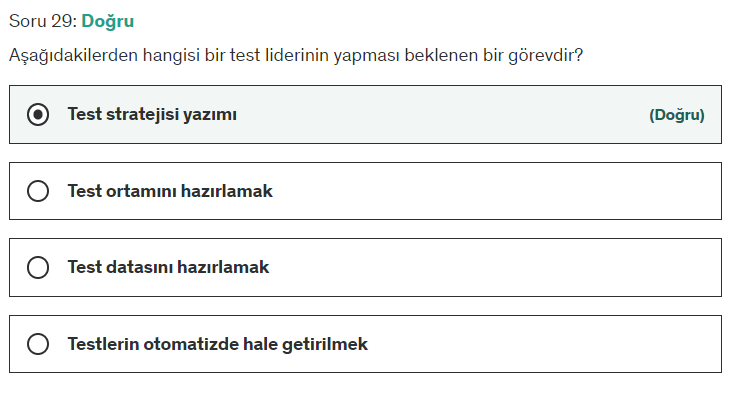 Soru 29: Doğru
Aşağıdakilerden hangisi bir test liderinin yapması beklenen bir görevdir?
Test stratejisi yazımı (Doğru)
Test ortamını hazırlamak
Test datasını hazırlamak
Testlerin otomatizde hale getirilmek